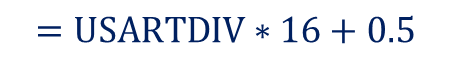 = USARTDIV ∗ 16 + 0.5